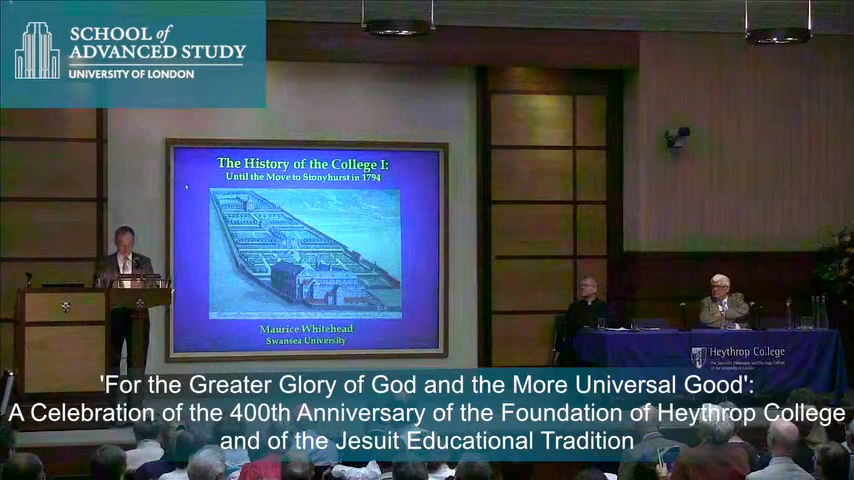 SCHOOL of
ADVANCED STUDY
UNIVERSITY OF LONDON
The History of the College I:
Until the Move to Stonyhurst in 1794
Maurice Whitehead
Swansea University
Heythrop College
'For the Greater Glory of God and the More Universal Good':
A Celebration of the 400th Anniversary of the Foundation of Heythrop College
and of the Jesuit Educational Tradition